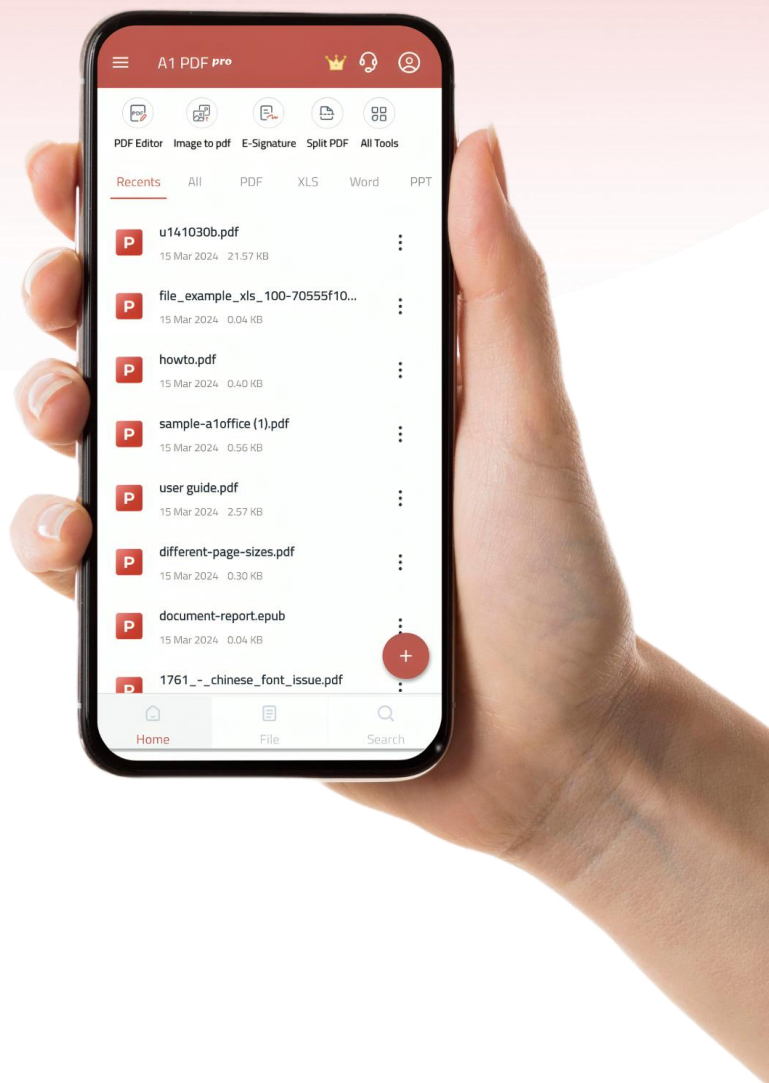 A1 PDF pro
PDF Editor Image to pdf E-Signature Split PDF All Tools
Recents All PDF XLS Word PPT
P u141030b.pdf
15 Mar 2024 21.57 KB
P file_example_xls_100-70555f10...
15 Mar 2024 0.04 KB
P howto.pdf
15 Mar 2024 0.40 KB
P sample-a1office (1).pdf
15 Mar 2024 0.56 KB
P user guide.pdf
15 Mar 2024 2.57 KB
P different-page-sizes.pdf
15 Mar 2024 0.30 KB
P document-report.epub
15 Mar 2024 0.04 KB
+
P 1761_-_chinese_font_issue.pdf
Home File Search